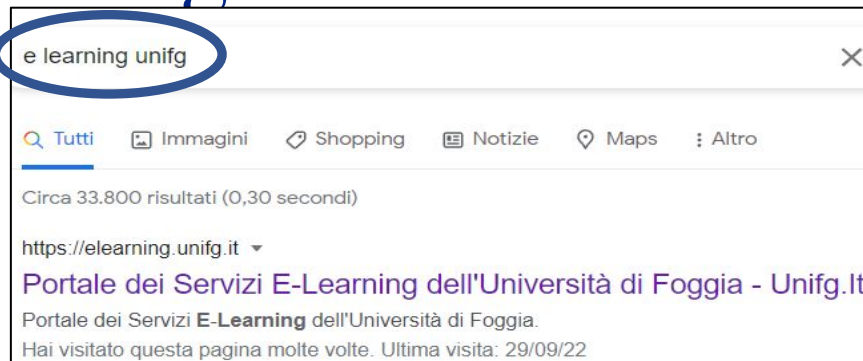 e learning unifg
Tutti Immagini Shopping Notizie Maps Altro
Circa 33.800 risultati (0,30 secondi)
https://elearning.unifg.it
Portale dei Servizi E-Learning dell'Università di Foggia - Unifg.It
Portale dei Servizi E-Learning dell'Università di Foggia.
Hai visitato questa pagina molte volte. Ultima visita: 29/09/22